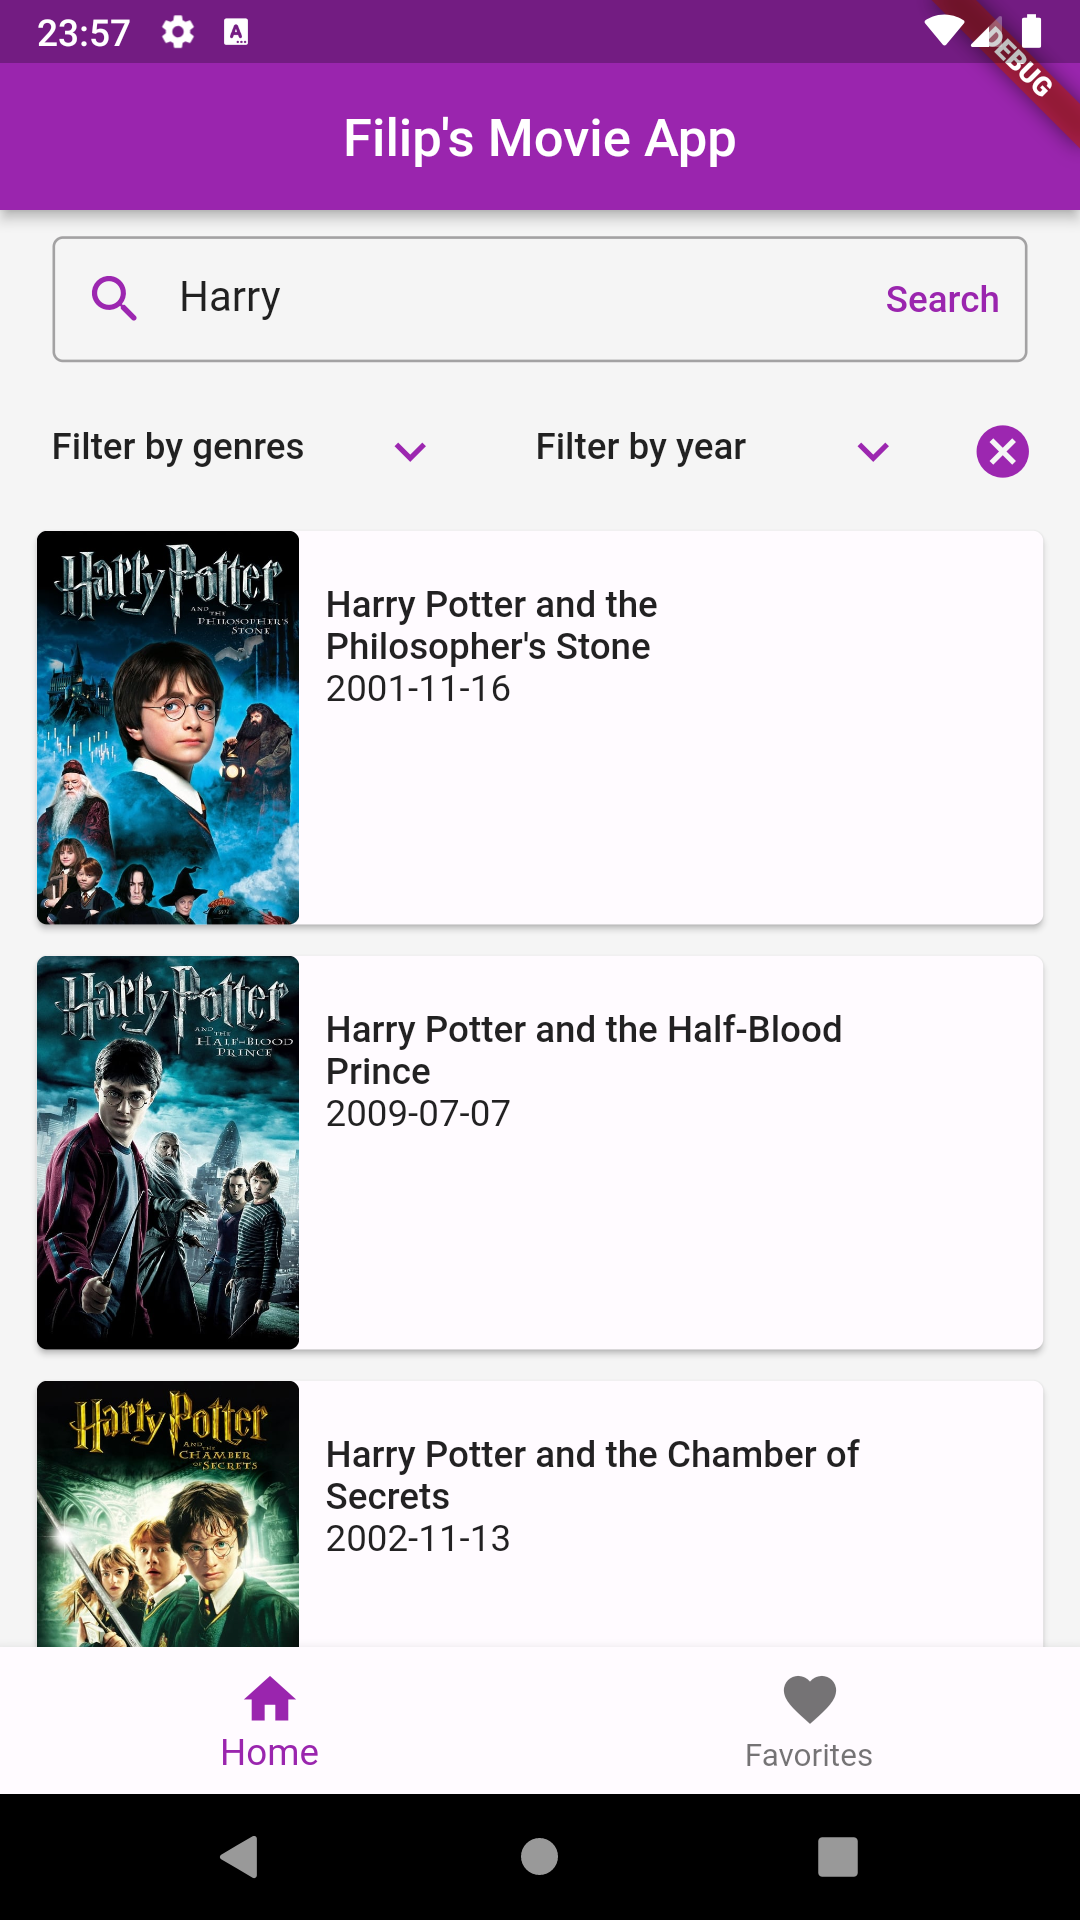 23:57
A
DEBUG
Filip's Movie App
Harry
Search
Filter by genres
Filter by year
Harry Potter
AND THE
PHILOSOPHER'S
STONE
Harry Potter and the
Philosopher's Stone
2001-11-16
Harry Potter
AND THE
HALF-BLOOD
PRINCE
Harry Potter and the Half-Blood
Prince
2009-07-07
Harry Potter
AND THE
CHAMBER
OF SECRETS
Harry Potter and the Chamber of
Secrets
2002-11-13
Home
Favorites